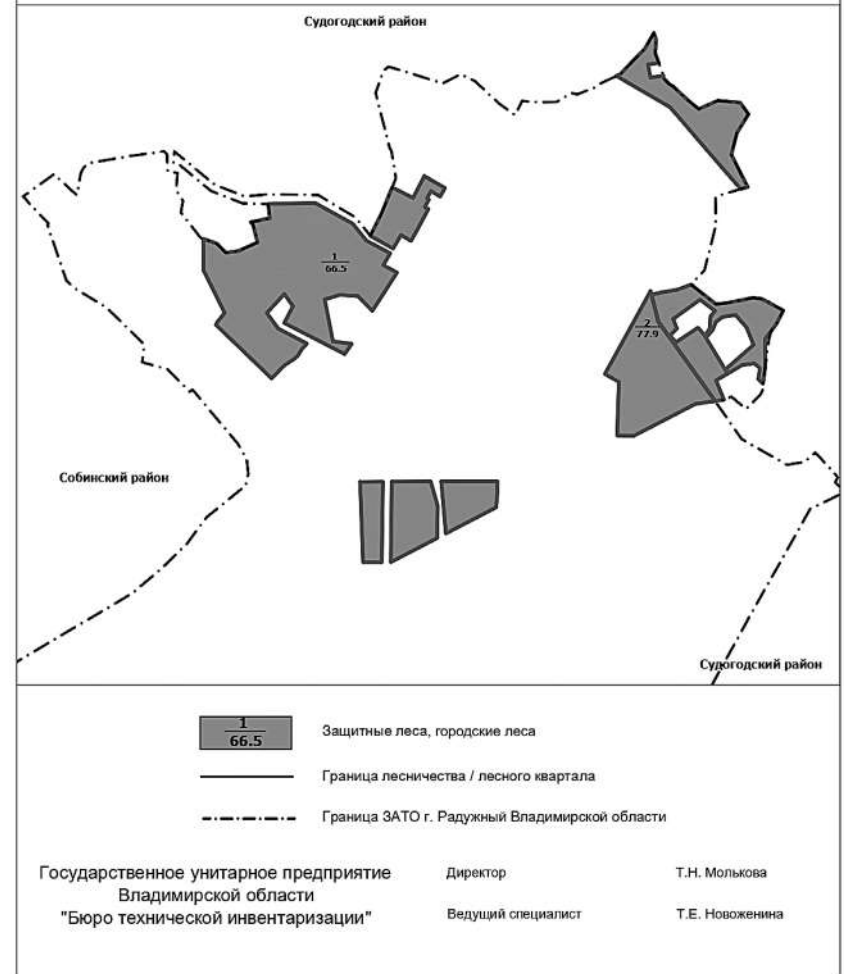 Судогодский район
1
66.5
2
77.9
Собинский район
Судогодский район
1
66.5
Защитные леса, городские леса
Граница лесничества / лесного квартала
Граница ЗАТО г. Радужный Владимирской области
Государственное унитарное предприятие
Владимирской области
"Бюро технической инвентаризации"
Директор
Т.Н. Молькова
Ведущий специалист
Т.Е. Новоженина